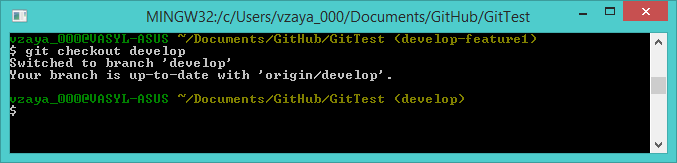 MINGW32:/c/Users/vzaya_000/Documents/GitHub/GitTest
vzaya_000@VASYL-ASUS ~/Documents/GitHub/GitTest (develop-feature1)
$ git checkout develop
Switched to branch 'develop'
Your branch is up-to-date with 'origin/develop'.
vzaya_000@VASYL-ASUS ~/Documents/GitHub/GitTest (develop)
$